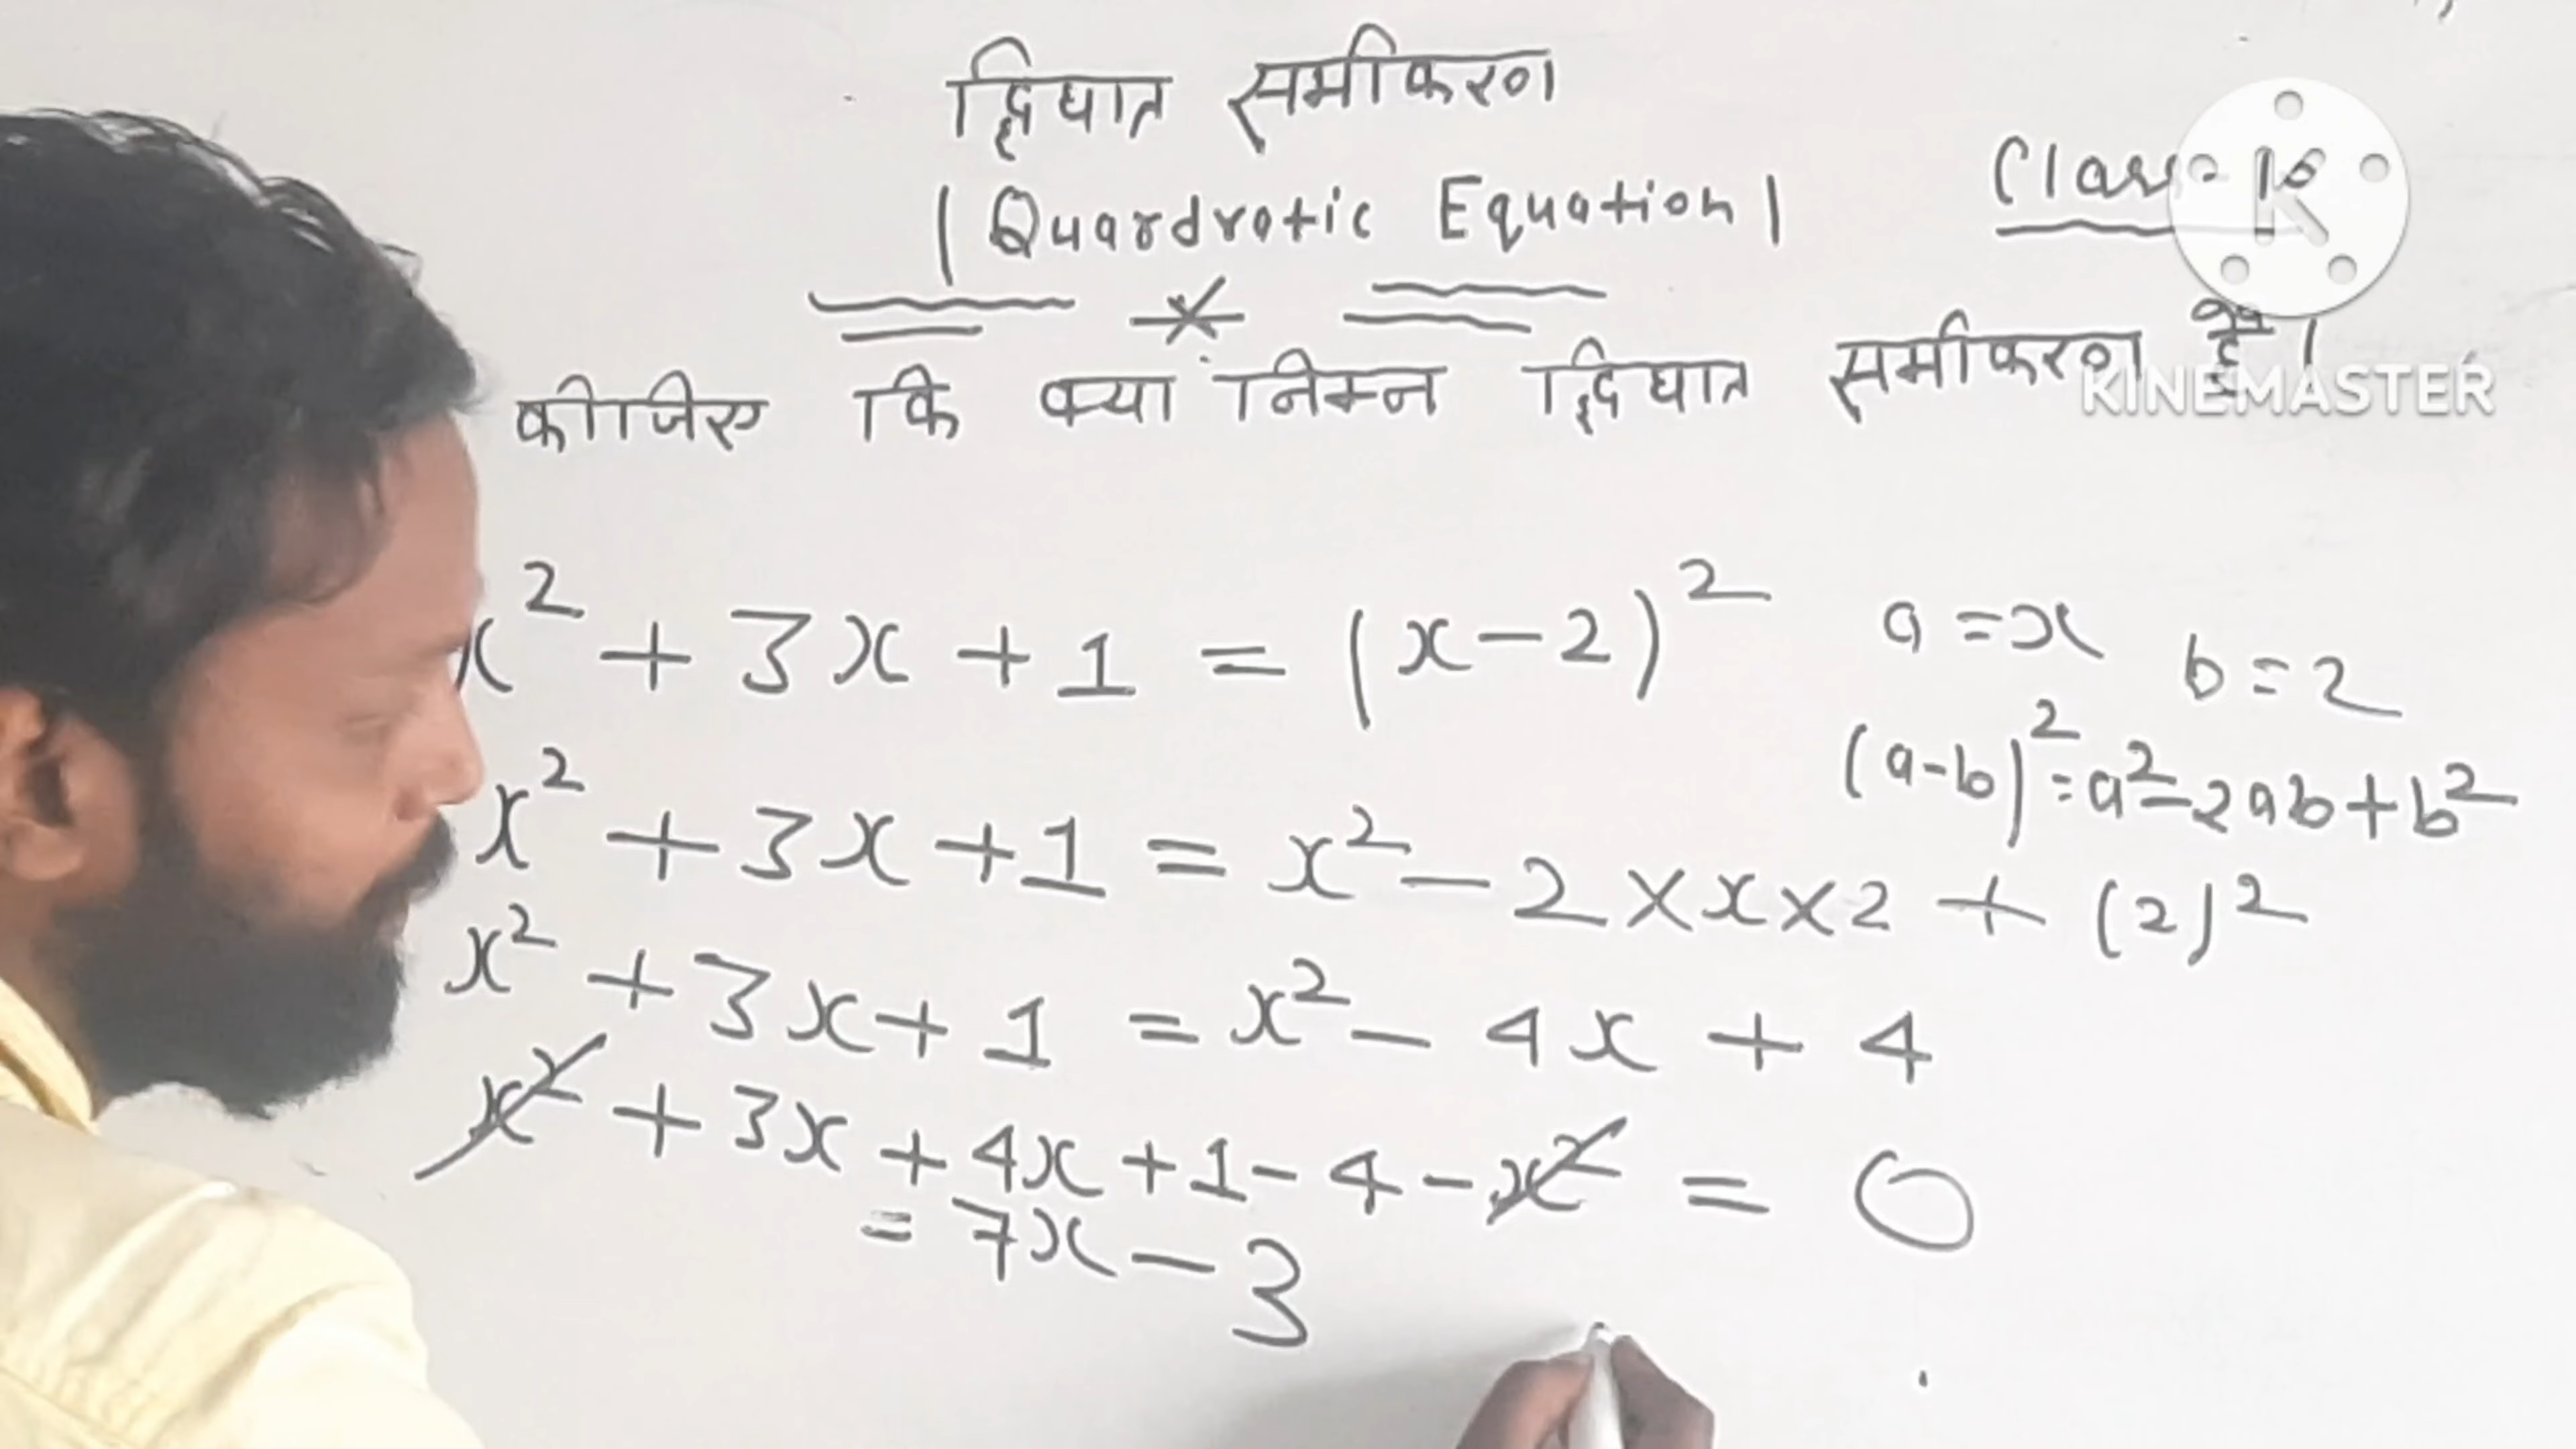 द्विघात समीकरण
(Quardratic Equation)
Class 10
कीजिए कि क्या निम्न द्विघात समीकरण है।
KINEMASTER
x² + 3x + 1 = (x-2)²
a = x
b = 2
(a-b)² = a² - 2ab + b²
x² + 3x + 1 = x² - 2 × x × 2 + (2)²
x² + 3x + 1 = x² - 4x + 4
x² + 3x + 4x + 1 - 4 - x² = 0
= 7x - 3